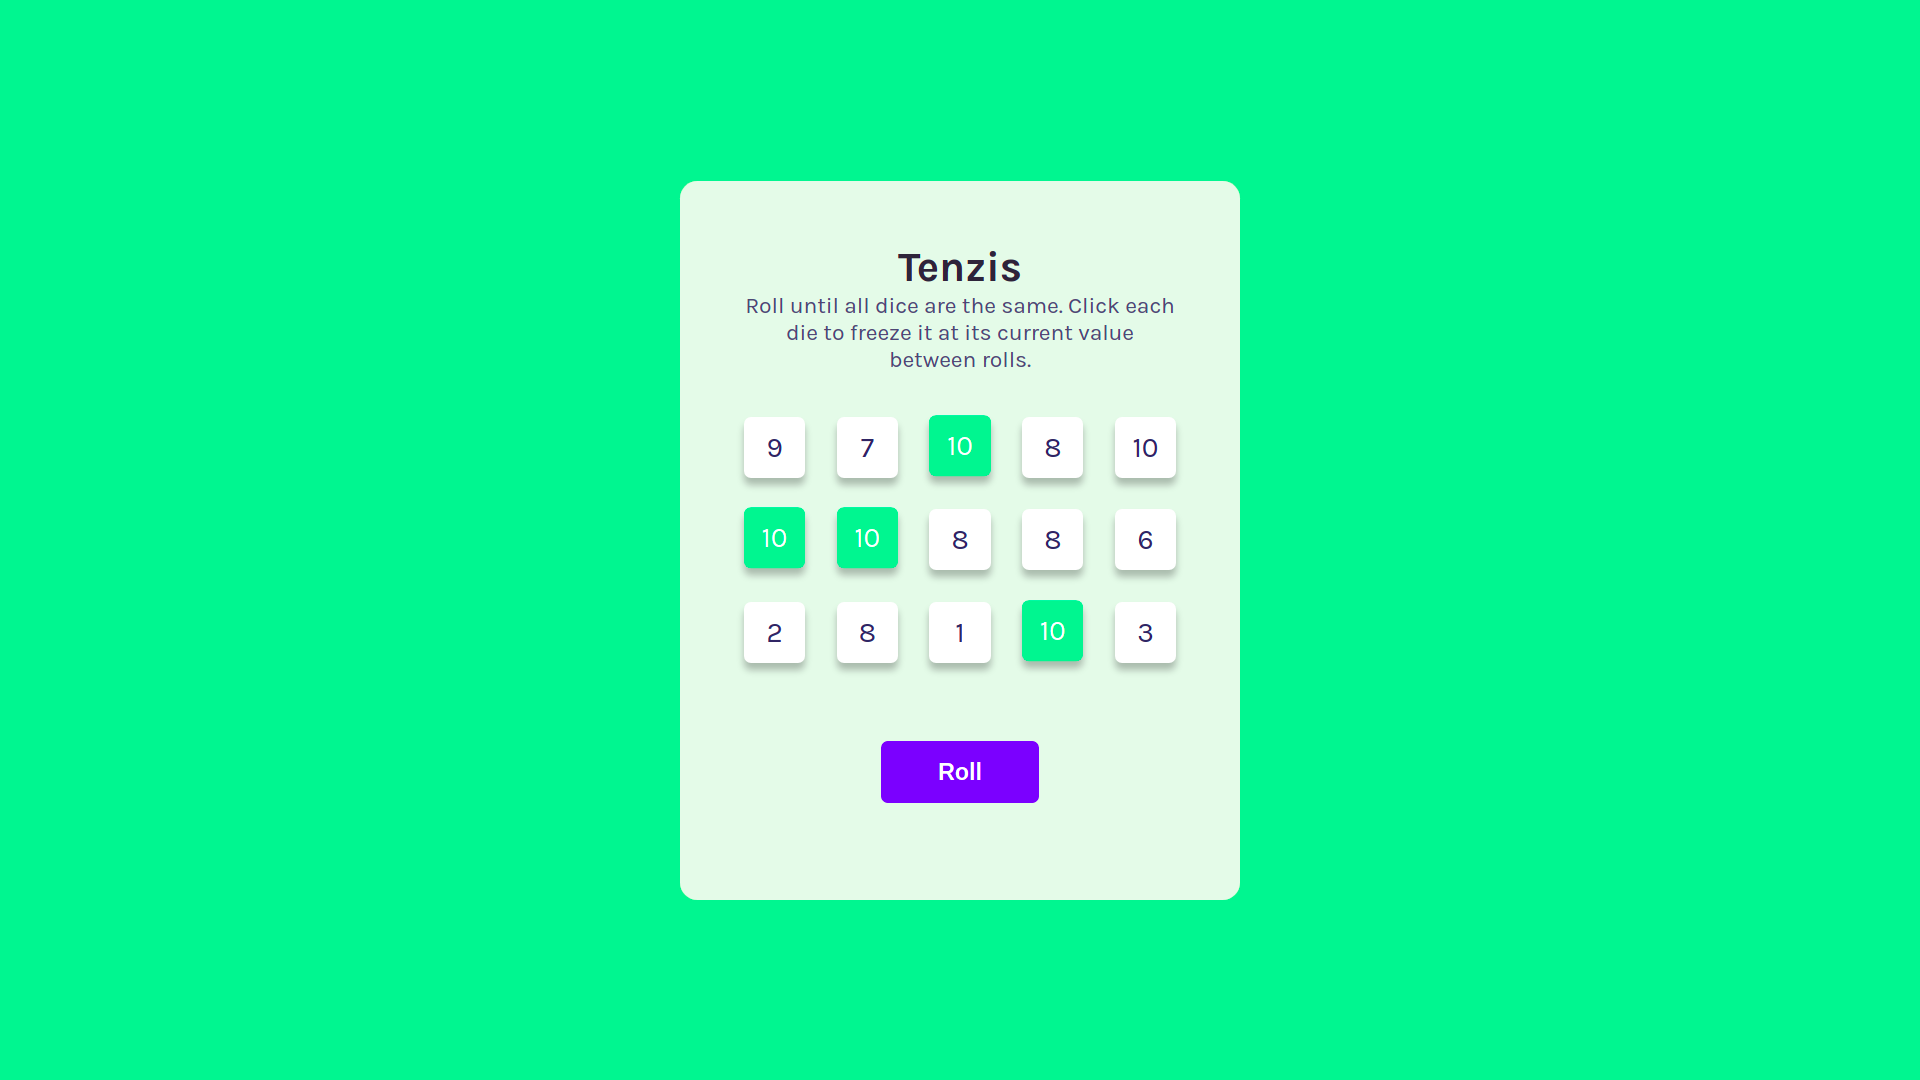 Tenzis
Roll until all dice are the same. Click each
die to freeze it at its current value
between rolls.
9 7 10 8 10
10 10 8 8 6
2 8 1 10 3
Roll